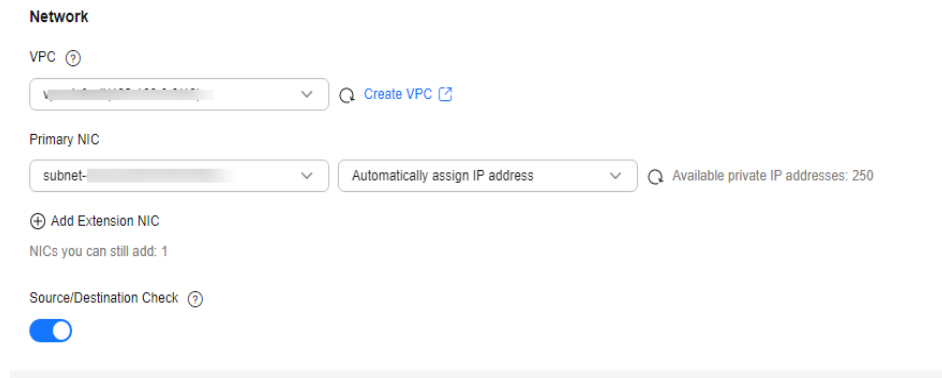 Network
VPC ?
Create VPC
Primary NIC
subnet- Automatically assign IP address Available private IP addresses: 250
Add Extension NIC
NICs you can still add: 1
Source/Destination Check ?